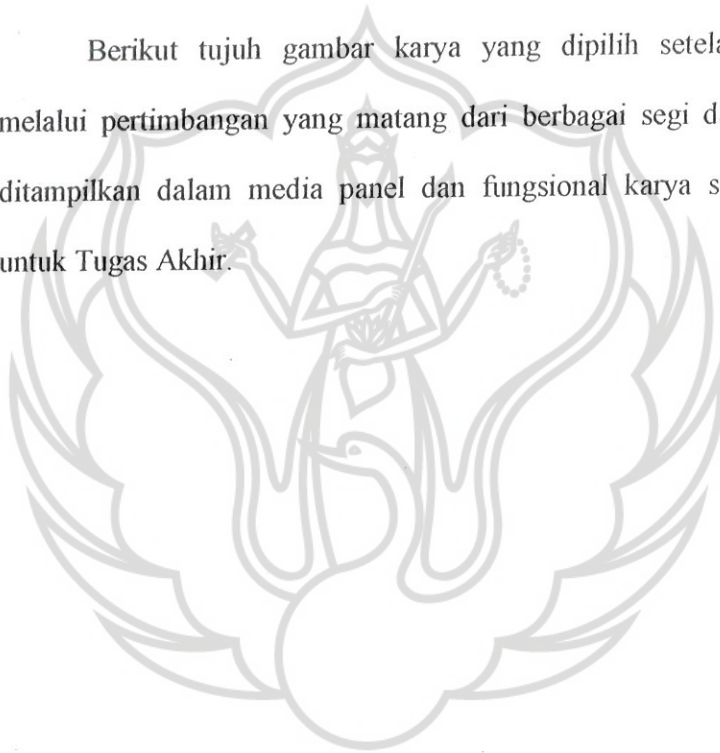 Berikut tujuh gambar karya yang dipilih setela
melalui pertimbangan yang matang dari berbagai segi d
ditampilkan dalam media panel dan fungsional karya s
untuk Tugas Akhir.